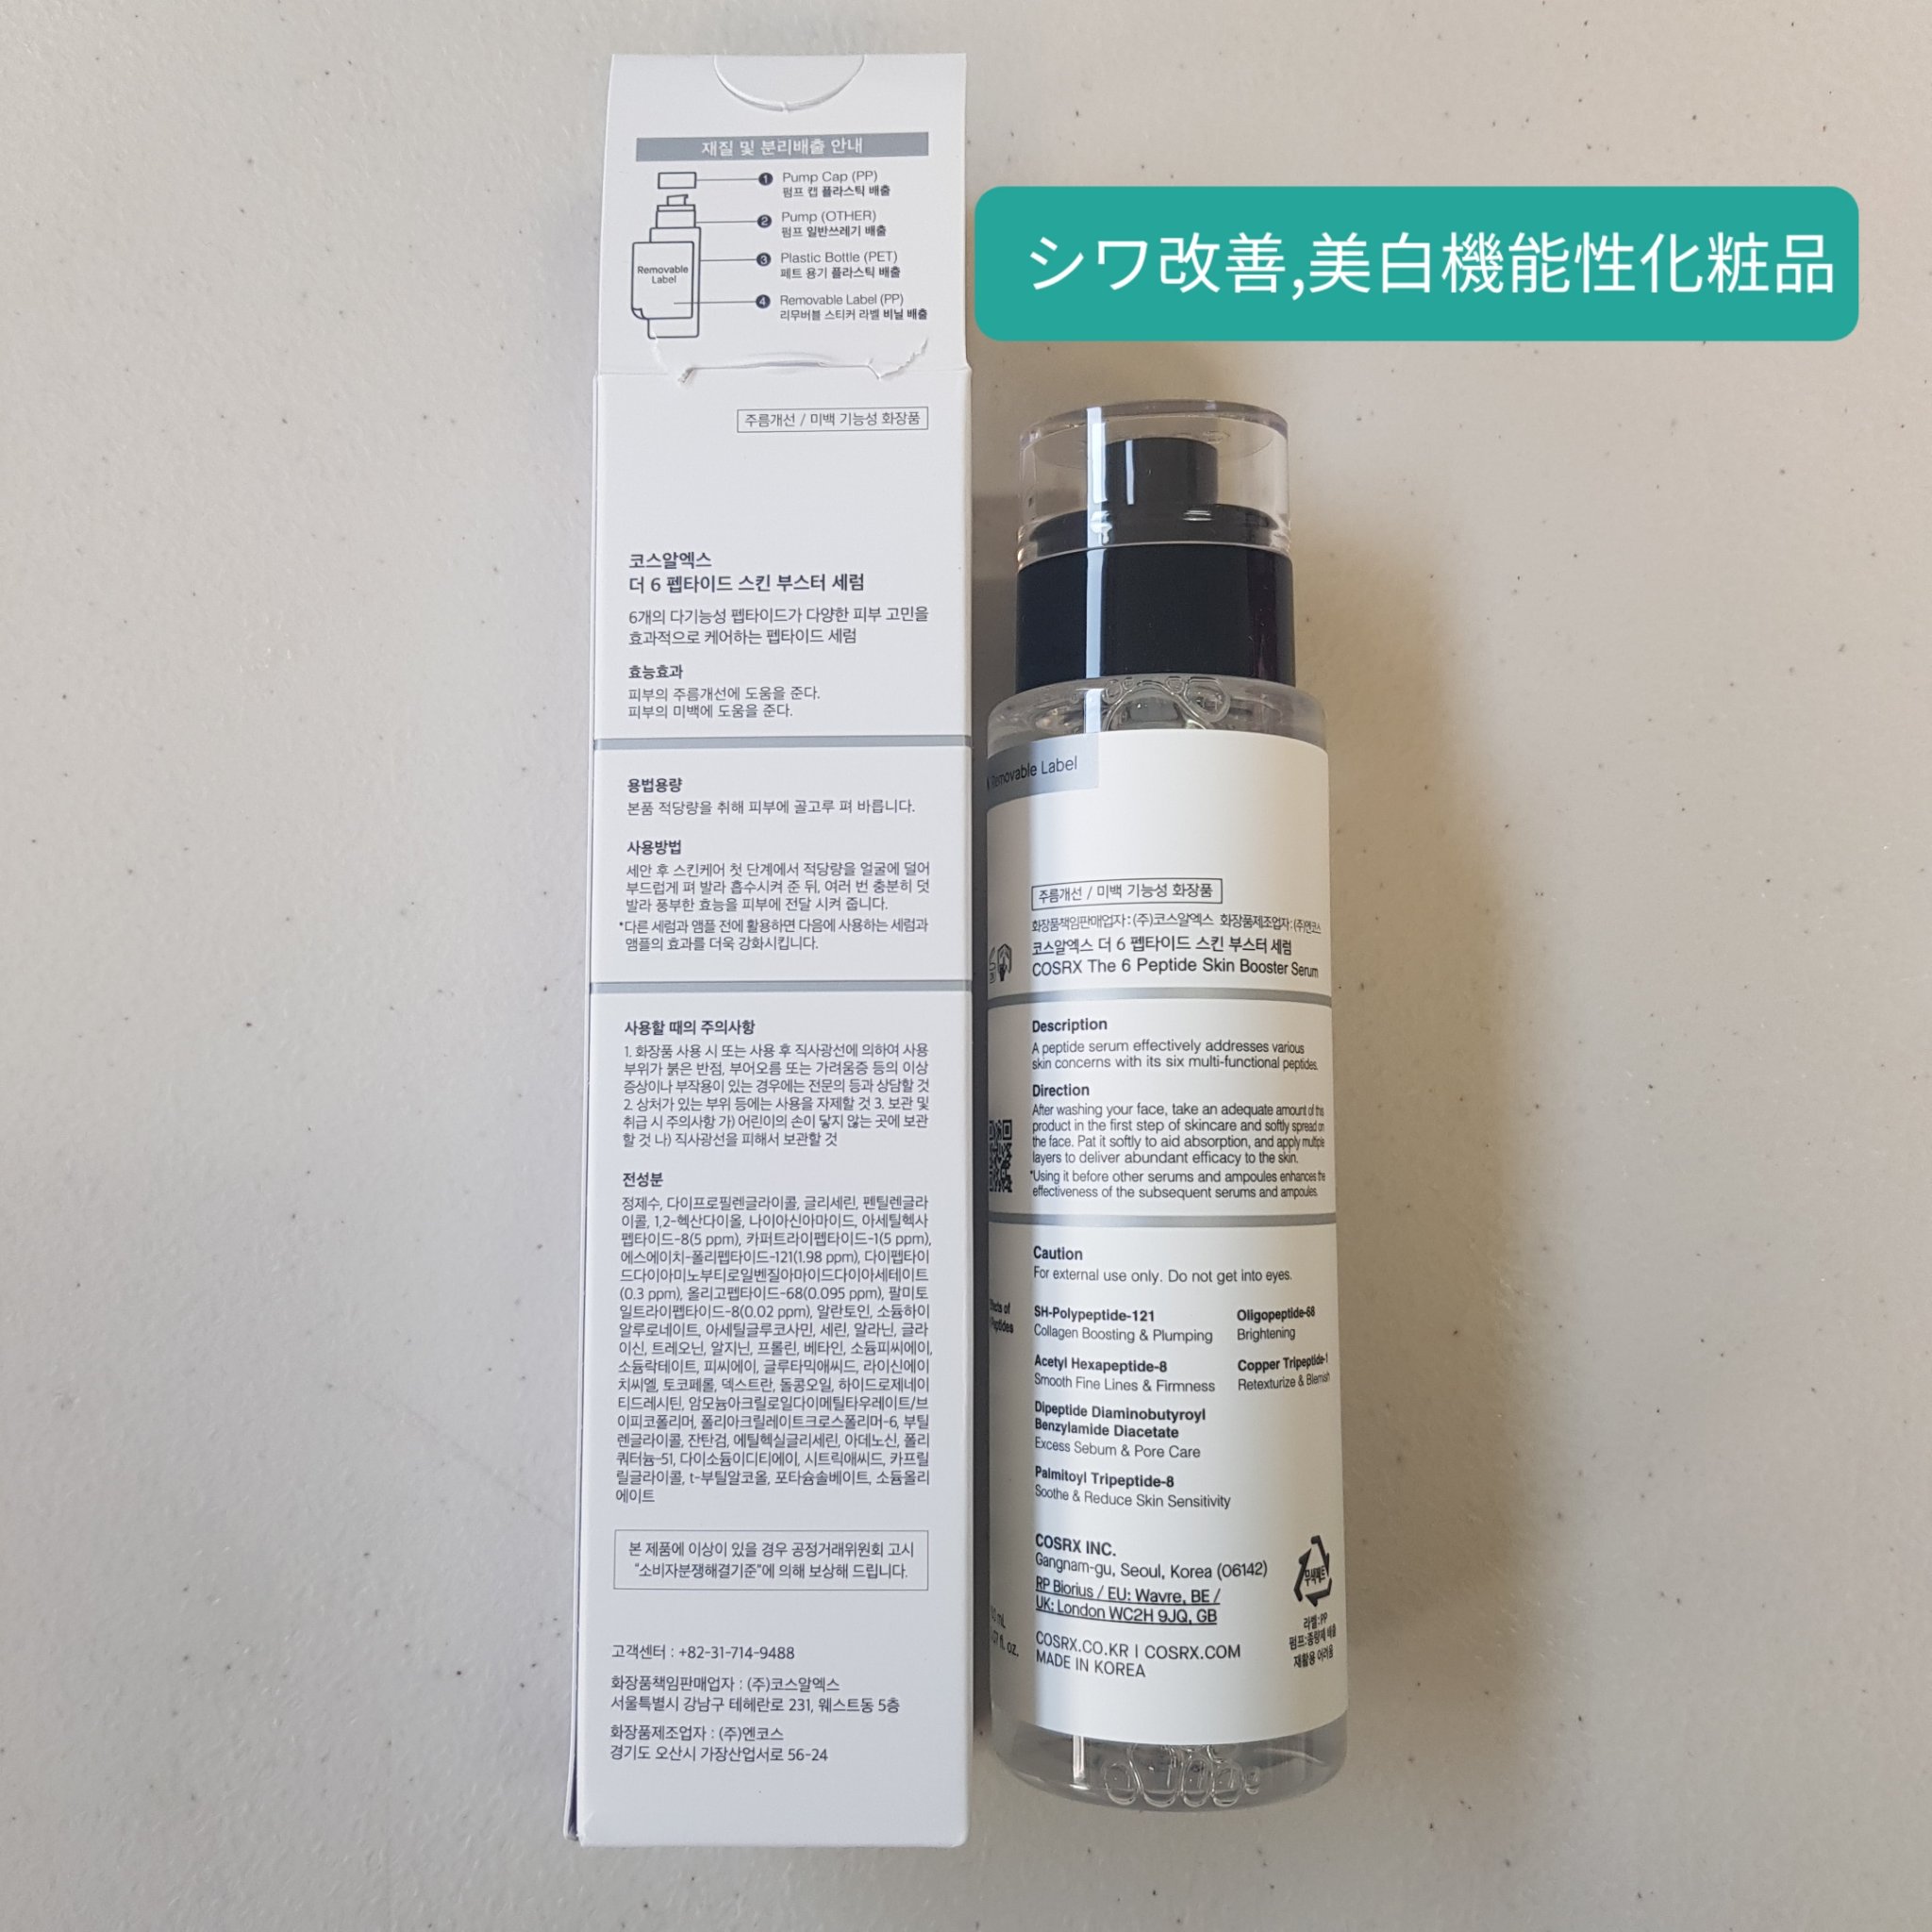 재질 및 분리배출 안내
1 Pump Cap (PP)
펌프 캡 플라스틱 배출
2 Pump (OTHER)
펌프 일반쓰레기 배출
3 Plastic Bottle (PET)
페트 용기 플라스틱 배출
4 Removable Label (PP)
리무버블 스티커 라벨 비닐 배출
Removable
Label
シワ改善,美白機能性化粧品
주름개선 / 미백 기능성 화장품
코스알엑스
더 6 펩타이드 스킨 부스터 세럼
6개의 다기능성 펩타이드가 다양한 피부 고민을
효과적으로 케어하는 펩타이드 세럼
효능효과
피부의 주름개선에 도움을 준다.
피부의 미백에 도움을 준다.
용법용량
본품 적당량을 취해 피부에 골고루 펴 바릅니다.
사용방법
세안 후 스킨케어 첫 단계에서 적당량을 얼굴에 덜어
부드럽게 펴 발라 흡수시켜 준 뒤, 여러 번 충분히 덧
발라 풍부한 효능을 피부에 전달 시켜 줍니다.
*다른 세럼과 앰플 전에 활용하면 다음에 사용하는 세럼과
앰플의 효과를 더욱 강화시킵니다.
사용할 때의 주의사항
1. 화장품 사용 시 또는 사용 후 직사광선에 의하여 사용
부위가 붉은 반점, 부어오름 또는 가려움증 등의 이상
증상이나 부작용이 있는 경우에는 전문의 등과 상담할 것
2. 상처가 있는 부위 등에는 사용을 자제할 것 3. 보관 및
취급 시 주의사항 가) 어린이의 손이 닿지 않는 곳에 보관
할 것 나) 직사광선을 피해서 보관할 것
전성분
정제수, 다이프로필렌글라이콜, 글리세린, 펜틸렌글라
이콜, 1,2-헥산다이올, 나이아신아마이드, 아세틸헥사
펩타이드-8(5 ppm), 카퍼트라이펩타이드-1(5 ppm),
에스에이치-폴리펩타이드-121(1.98 ppm), 다이펩타이
드다이아미노부티로일벤질아마이드다이아세테이트
(0.3 ppm), 올리고펩타이드-68(0.095 ppm), 팔미토
일트라이펩타이드-8(0.02 ppm), 알란토인, 소듐하이
알루로네이트, 아세틸글루코사민, 세린, 알라닌, 글라
이신, 트레오닌, 알지닌, 프롤린, 베타인, 소듐피씨에이,
소듐락테이트, 피씨에이, 글루타믹애씨드, 라이신에이
치씨엘, 토코페롤, 덱스트란, 돌콩오일, 하이드로제네이
티드레시틴, 암모늄아크릴로일다이메틸타우레이트/브
이피코폴리머, 폴리아크릴레이트크로스폴리머-6, 부틸
렌글라이콜, 잔탄검, 에틸헥실글리세린, 아데노신, 폴리
쿼터늄-51, 다이소듐이디티에이, 시트릭애씨드, 카프릴
릴글라이콜, t-부틸알코올, 포타슘솔베이트, 소듐올리
에이트
본 제품에 이상이 있을 경우 공정거래위원회 고시
"소비자분쟁해결기준"에 의해 보상해 드립니다.
고객센터 : +82-31-714-9488
화장품책임판매업자 : (주)코스알엑스
서울특별시 강남구 테헤란로 231, 웨스트동 5층
화장품제조업자 : (주)엔코스
경기도 오산시 가장산업서로 56-24
Removable Label
주름개선 / 미백 기능성 화장품
화장품책임판매업자 : (주)코스알엑스 화장품제조업자 : (주)엔코스
코스알엑스 더 6 펩타이드 스킨 부스터 세럼
COSRX The 6 Peptide Skin Booster Serum
Description
A peptide serum effectively addresses various
skin concerns with its six multi-functional peptides.
Direction
After washing your face, take an adequate amount of this
product in the first step of skincare and softly spread on
the face. Pat it softly to aid absorption, and apply multiple
layers to deliver abundant efficacy to the skin.
*Using it before other serums and ampoules enhances the
effectiveness of the subsequent serums and ampoules.
Caution
For external use only. Do not get into eyes.
SH-Polypeptide-121
Collagen Boosting & Plumping
Oligopeptide-68
Brightening
Acetyl Hexapeptide-8
Smooth Fine Lines & Firmness
Copper Tripeptide-1
Retexturize & Blemish
Dipeptide Diaminobutyroyl
Benzylamide Diacetate
Excess Sebum & Pore Care
Palmitoyl Tripeptide-8
Soothe & Reduce Skin Sensitivity
COSRX INC.
Gangnam-gu, Seoul, Korea (06142)
RP Biorius / EU: Wavre, BE /
UK: London WC2H 9JQ, GB
COSRX.CO.KR I COSRX.COM
MADE IN KOREA
무색페트
라벨:PP
펌프:종량제 배출
재활용 어려움
mL
fl. oz.